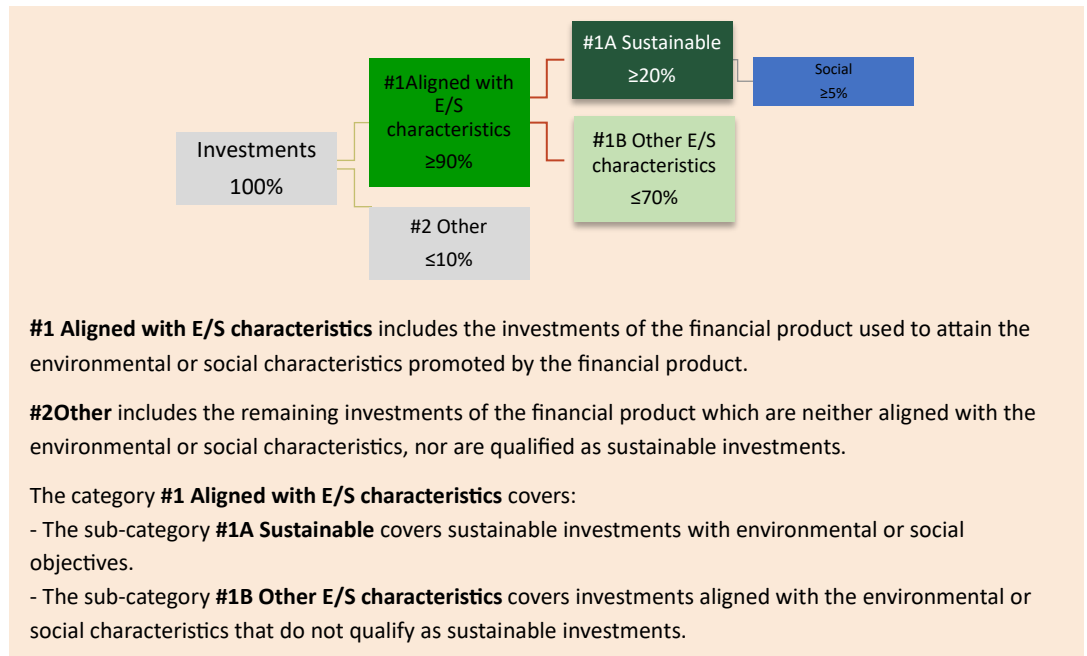 #1A Sustainable
≥20%
Social
≥5%
#1Aligned with
E/S
characteristics
≥90%
#1B Other E/S
characteristics
≤70%
Investments
100%
#2 Other
≤10%
#1 Aligned with E/S characteristics includes the investments of the financial product used to attain the
environmental or social characteristics promoted by the financial product.
#2Other includes the remaining investments of the financial product which are neither aligned with the
environmental or social characteristics, nor are qualified as sustainable investments.
The category #1 Aligned with E/S characteristics covers:
- The sub-category #1A Sustainable covers sustainable investments with environmental or social
objectives.
- The sub-category #1B Other E/S characteristics covers investments aligned with the environmental or
social characteristics that do not qualify as sustainable investments.